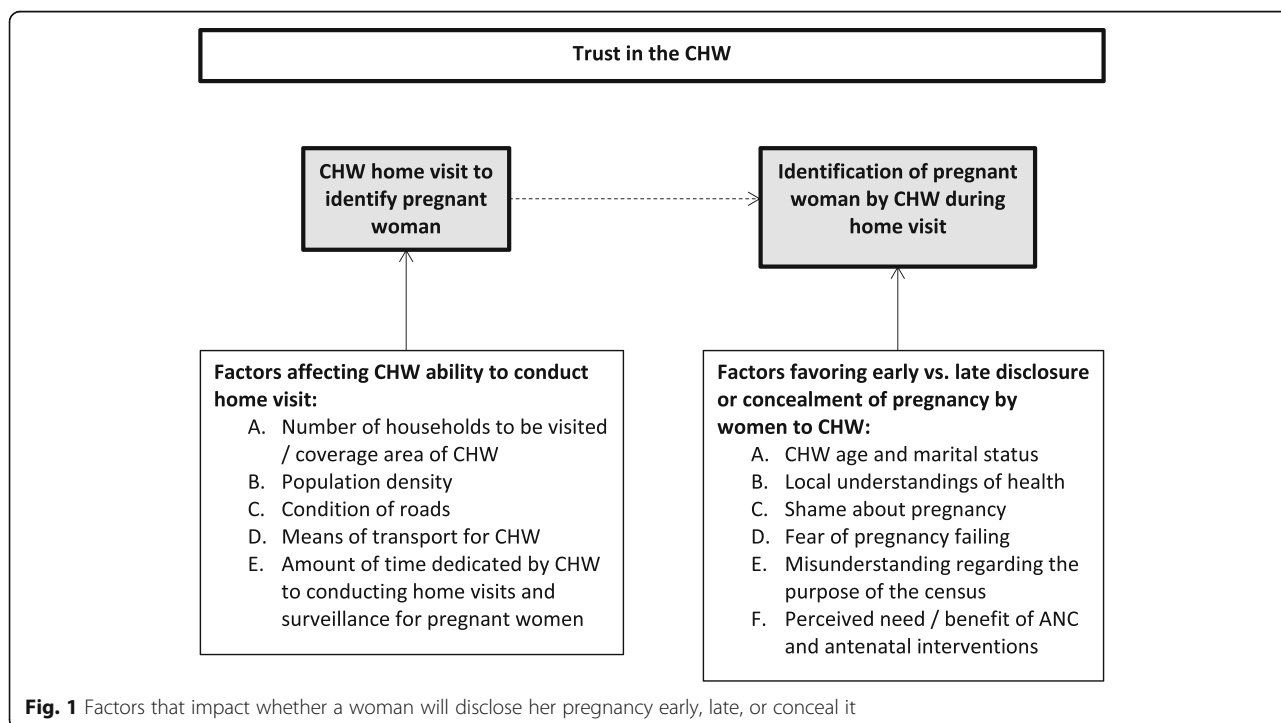 Trust in the CHW
CHW home visit to
identify pregnant
woman
Identification of pregnant
woman by CHW during
home visit
Factors affecting CHW ability to conduct
home visit:
A. Number of households to be visited
/ coverage area of CHW
B. Population density
C. Condition of roads
D. Means of transport for CHW
E. Amount of time dedicated by CHW
to conducting home visits and
surveillance for pregnant women
Factors favoring early vs. late disclosure
or concealment of pregnancy by
women to CHW:
A. CHW age and marital status
B. Local understandings of health
C. Shame about pregnancy
D. Fear of pregnancy failing
E. Misunderstanding regarding the
purpose of the census
F. Perceived need / benefit of ANC
and antenatal interventions
Fig. 1 Factors that impact whether a woman will disclose her pregnancy early, late, or conceal it